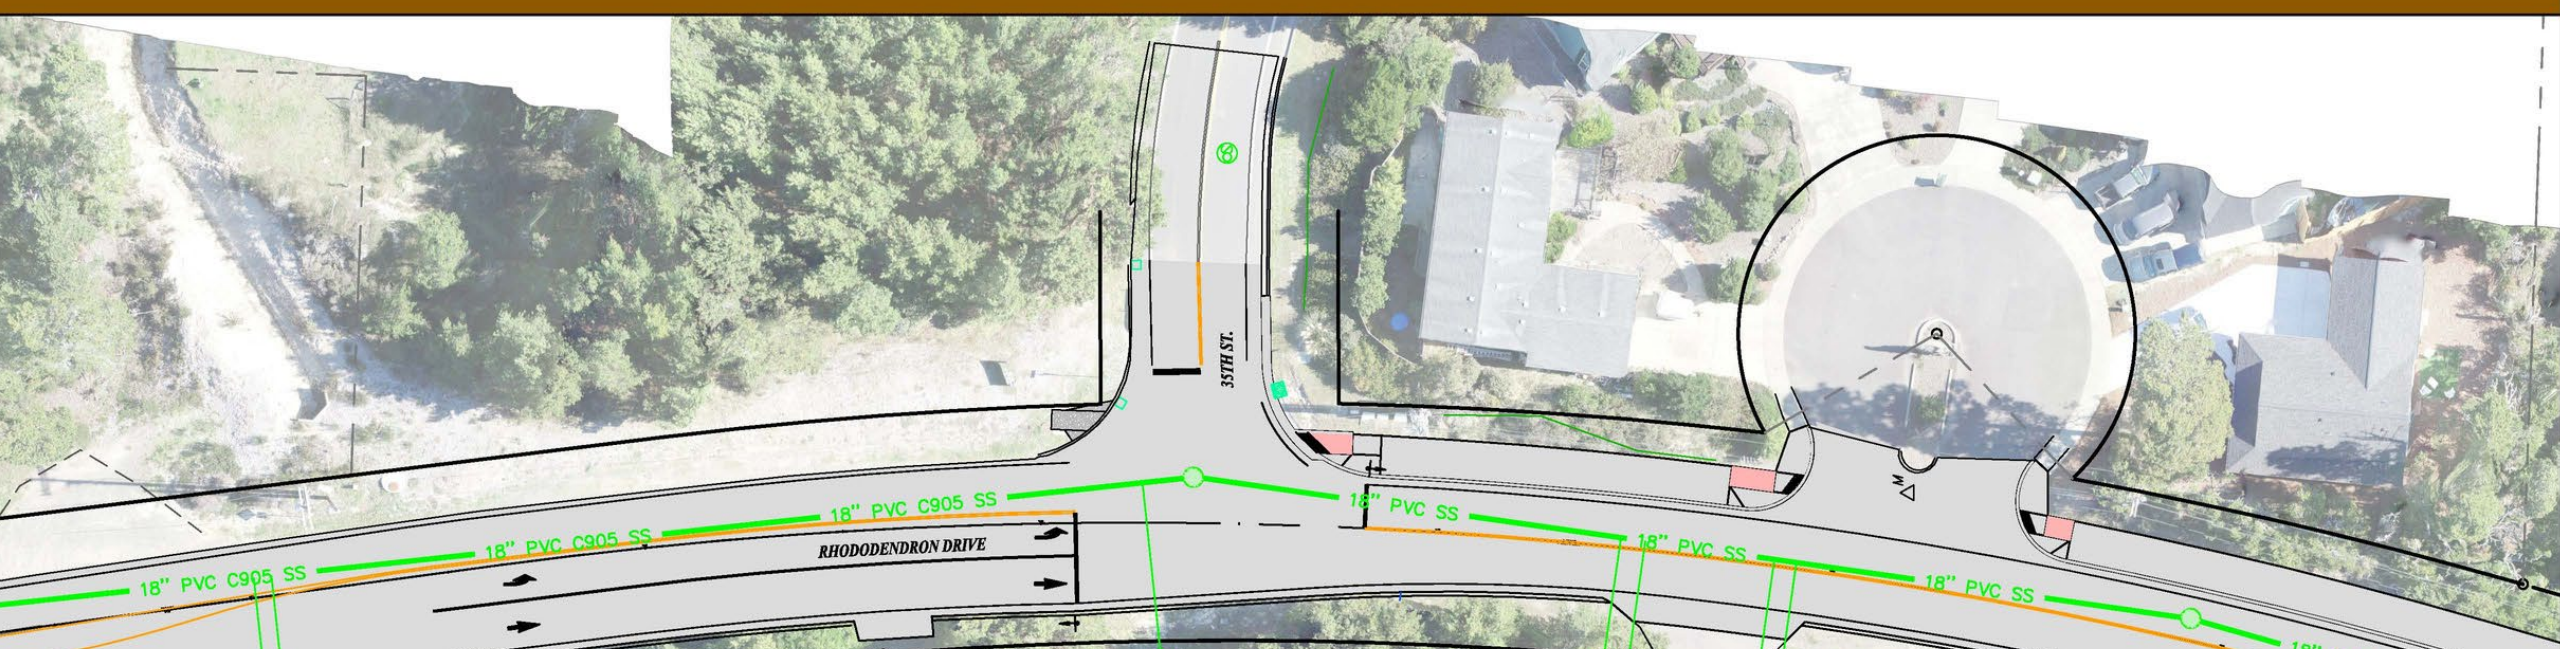 35TH ST.
18" PVC C905 SS
18" PVC SS
18" PVC C905 SS
RHODODENDRON DRIVE
18" PVC SS
18" PVC C905 SS
18" PVC SS
18"
M
S